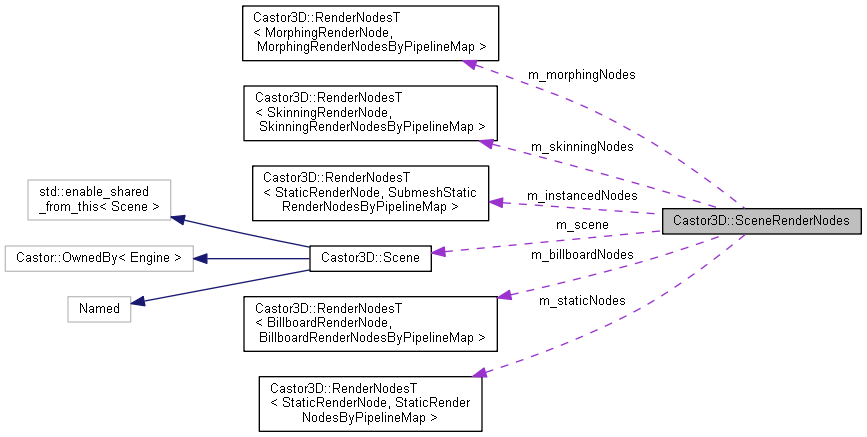 Castor3D::RenderNodesT
< MorphingRenderNode,
MorphingRenderNodesByPipelineMap >
m_morphingNodes
Castor3D::RenderNodesT
< SkinningRenderNode,
SkinningRenderNodesByPipelineMap >
m_skinningNodes
Castor3D::RenderNodesT
< StaticRenderNode, SubmeshStatic
RenderNodesByPipelineMap >
m_instancedNodes
std::enable_shared
_from_this< Scene >
Castor3D::SceneRenderNodes
m_scene
Castor::OwnedBy< Engine >
Castor3D::Scene
m_billboardNodes
Named
Castor3D::RenderNodesT
< BillboardRenderNode,
BillboardRenderNodesByPipelineMap >
m_staticNodes
Castor3D::RenderNodesT
< StaticRenderNode, StaticRender
NodesByPipelineMap >